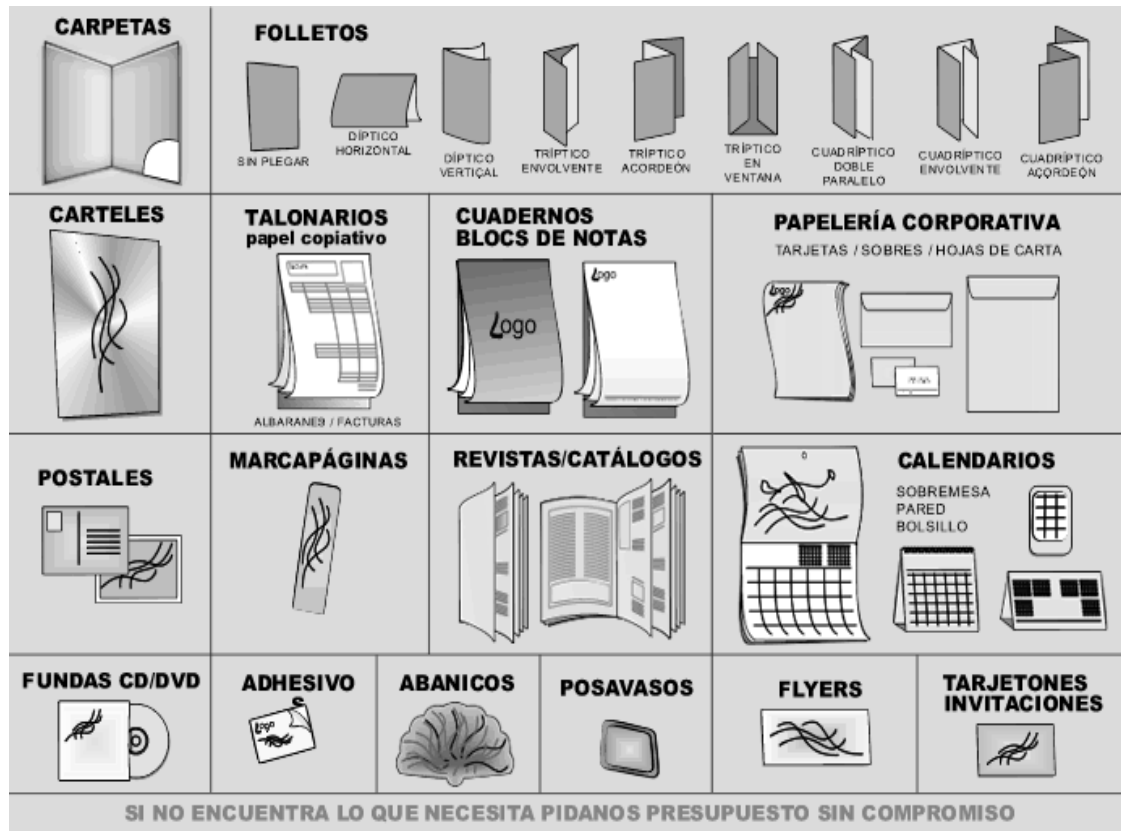 CARPETAS
FOLLETOS
SIN PLEGAR
DÍPTICO
HORIZONTAL
DÍPTICO
VERTIÇAL
TRÍPTICO
ENVOLVENTE
TRÍPTICO
ACORDEÓN
TRÍPTICO
EN
VENTANA
CUADRÍPTICO
DOBLE
PARALELO
CUADRÍPTICO
ENVOLVENTE
CUADRÍPTICO
AÇORDEÓN
CARTELES
TALONARIOS
papel copiativo
ALBARANES / FACTURAS
CUADERNOS
BLOCS DE NOTAS
Logo
Logo
PAPELERÍA CORPORATIVA
TARJETAS / SOBRES / HOJAS DE CARTA
Logo
POSTALES
MARCAPÁGINAS
REVISTAS/CATÁLOGOS
CALENDARIOS
SOBREMESA
PARED
BOLSILLO
FUNDAS CD/DVD
ADHESIVO
S
Logo
ABANICOS
POSAVASOS
FLYERS
TARJETONES
INVITACIONES
SI NO ENCUENTRA LO QUE NECESITA PIDANOS PRESUPUESTO SIN COMPROMISO